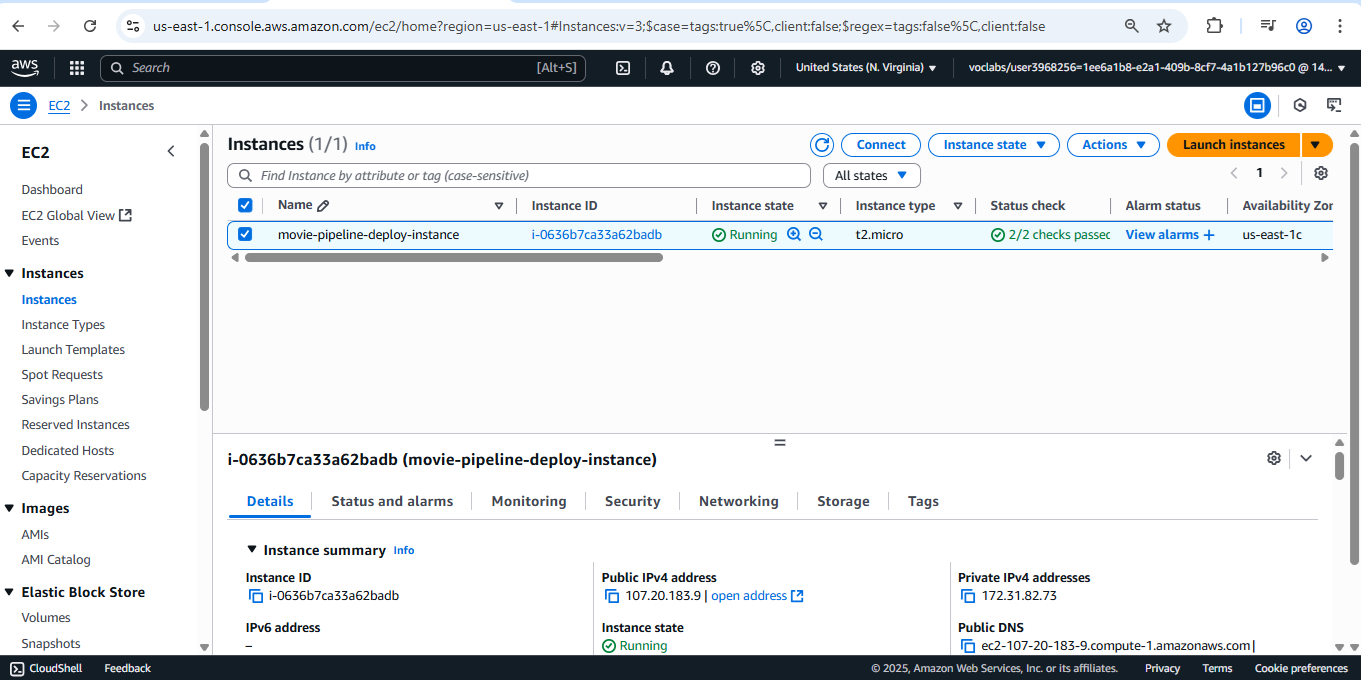 us-east-1.console.aws.amazon.com/ec2/home?region=us-east-1#Instances:v=3;$case=tags:true%5C,client:false;$regex=tags:false%5C,client:false
aws Search [Alt+S] United States (N. Virginia) voclabs/user3968256=1ee6a1b8-e2a1-409b-8cf7-4a1b127b96c0 @ 14...
EC2 Instances
EC2
Dashboard
EC2 Global View
Events
Instances
Instances
Instance Types
Launch Templates
Spot Requests
Savings Plans
Reserved Instances
Dedicated Hosts
Capacity Reservations
Images
AMIs
AMI Catalog
Elastic Block Store
Volumes
Snapshots
Instances (1/1) Info Connect Instance state Actions Launch instances
Find Instance by attribute or tag (case-sensitive) All states 1
Name Instance ID Instance state Instance type Status check Alarm status Availability Zon
movie-pipeline-deploy-instance i-0636b7ca33a62badb Running t2.micro 2/2 checks passed View alarms + us-east-1c
i-0636b7ca33a62badb (movie-pipeline-deploy-instance)
Details Status and alarms Monitoring Security Networking Storage Tags
Instance summary Info
Instance ID
i-0636b7ca33a62badb
IPv6 address
–
Public IPv4 address
107.20.183.9 | open address
Instance state
Running
Private IPv4 addresses
172.31.82.73
Public DNS
ec2-107-20-183-9.compute-1.amazonaws.com |
CloudShell Feedback © 2025, Amazon Web Services, Inc. or its affiliates. Privacy Terms Cookie preferences